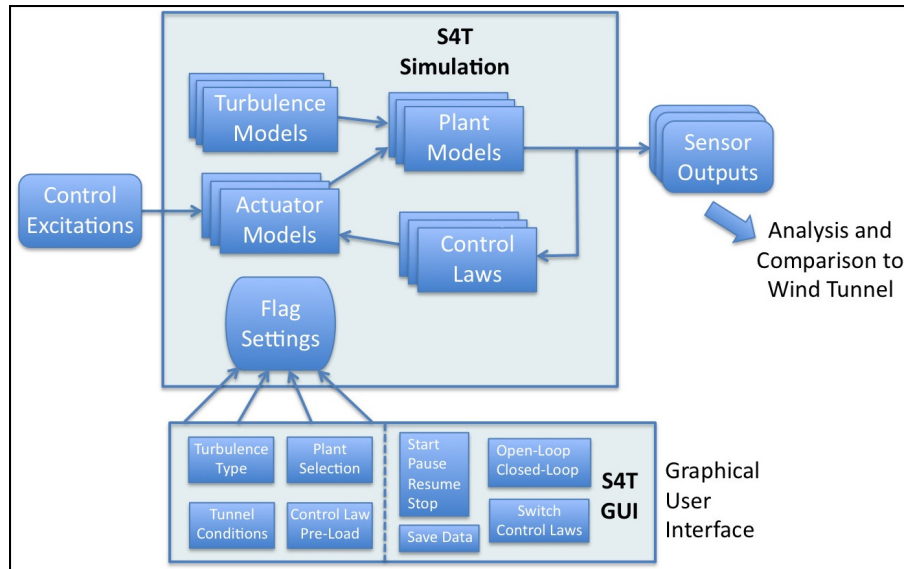 S4T
Simulation
Turbulence
Models
Plant
Models
Sensor
Outputs
Control
Excitations
Actuator
Models
Control
Laws
Analysis and
Comparison to
Wind Tunnel
Flag
Settings
Turbulence
Type
Plant
Selection
Tunnel
Conditions
Control Law
Pre-Load
Start
Pause
Resume
Stop
Save Data
Open-Loop
Closed-Loop
Switch
Control Laws
S4T
GUI
Graphical
User
Interface